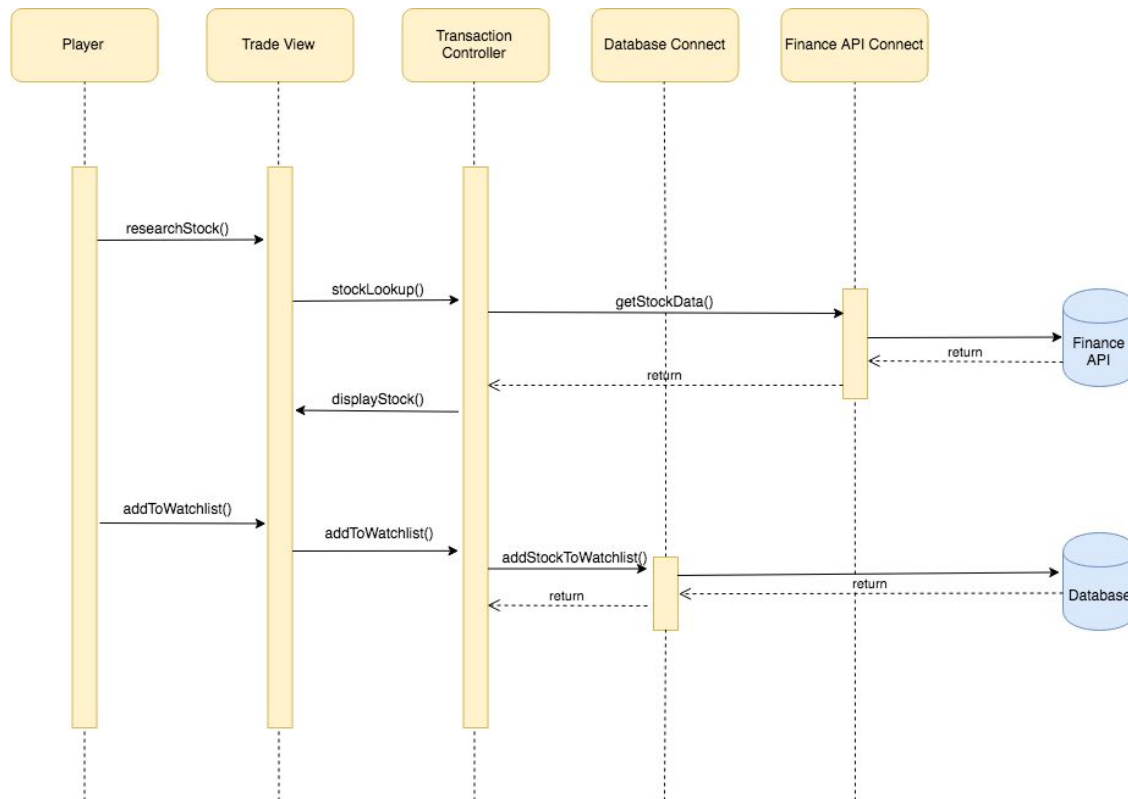 Player
Trade View
Transaction
Controller
Database Connect
Finance API Connect
researchStock()
stockLookup()
getStockData()
Finance
API
return
return
displayStock()
addToWatchlist()
addToWatchlist()
addStockToWatchlist()
return
return
Database